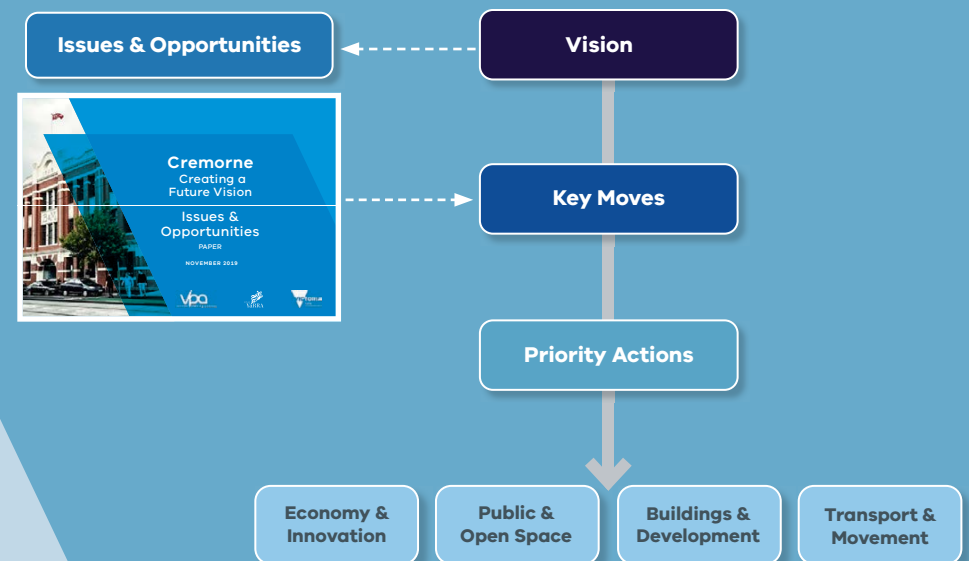 Issues & Opportunities
Vision
Cremorne
Creating a
Future Vision
Issues &
Opportunities
PAPER
NOVEMBER 2019
vpa
YARRA
Key Moves
Priority Actions
Economy &
Innovation
Public &
Open Space
Buildings &
Development
Transport &
Movement